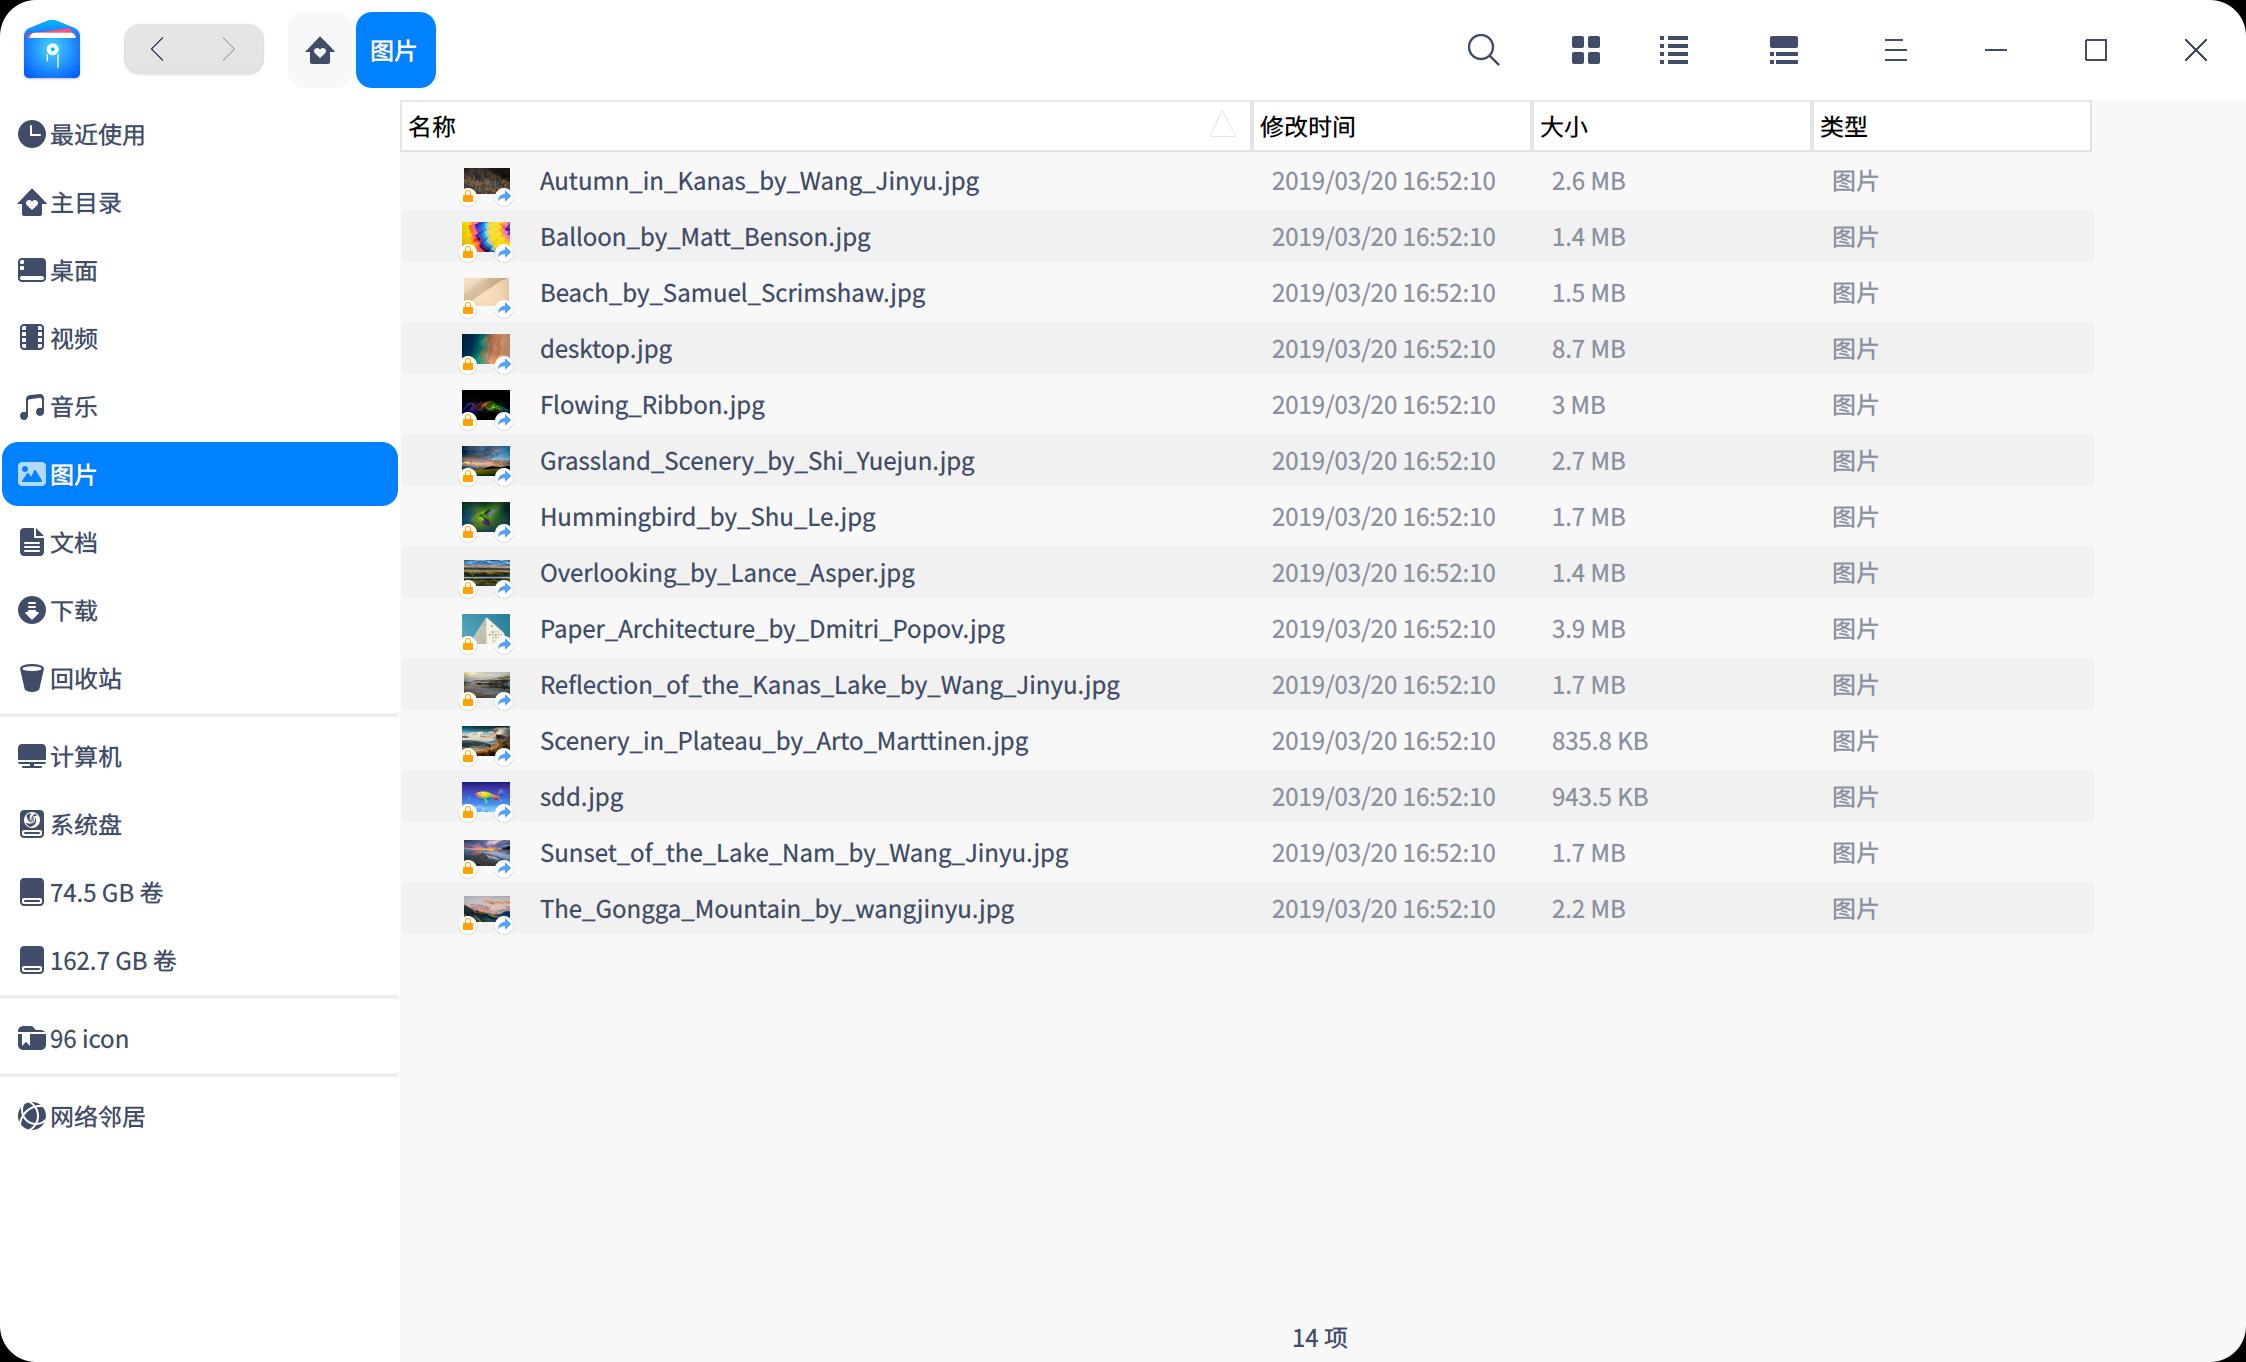 图片
最近使用
主目录
桌面
视频
音乐
图片
文档
下载
回收站
计算机
系统盘
74.5 GB 卷
162.7 GB 卷
96 icon
网络邻居
名称 修改时间 大小 类型
Autumn_in_Kanas_by_Wang_Jinyu.jpg 2019/03/20 16:52:10 2.6 MB 图片
Balloon_by_Matt_Benson.jpg 2019/03/20 16:52:10 1.4 MB 图片
Beach_by_Samuel_Scrimshaw.jpg 2019/03/20 16:52:10 1.5 MB 图片
desktop.jpg 2019/03/20 16:52:10 8.7 MB 图片
Flowing_Ribbon.jpg 2019/03/20 16:52:10 3 MB 图片
Grassland_Scenery_by_Shi_Yuejun.jpg 2019/03/20 16:52:10 2.7 MB 图片
Hummingbird_by_Shu_Le.jpg 2019/03/20 16:52:10 1.7 MB 图片
Overlooking_by_Lance_Asper.jpg 2019/03/20 16:52:10 1.4 MB 图片
Paper_Architecture_by_Dmitri_Popov.jpg 2019/03/20 16:52:10 3.9 MB 图片
Reflection_of_the_Kanas_Lake_by_Wang_Jinyu.jpg 2019/03/20 16:52:10 1.7 MB 图片
Scenery_in_Plateau_by_Arto_Marttinen.jpg 2019/03/20 16:52:10 835.8 KB 图片
sdd.jpg 2019/03/20 16:52:10 943.5 KB 图片
Sunset_of_the_Lake_Nam_by_Wang_Jinyu.jpg 2019/03/20 16:52:10 1.7 MB 图片
The_Gongga_Mountain_by_wangjinyu.jpg 2019/03/20 16:52:10 2.2 MB 图片
14 项